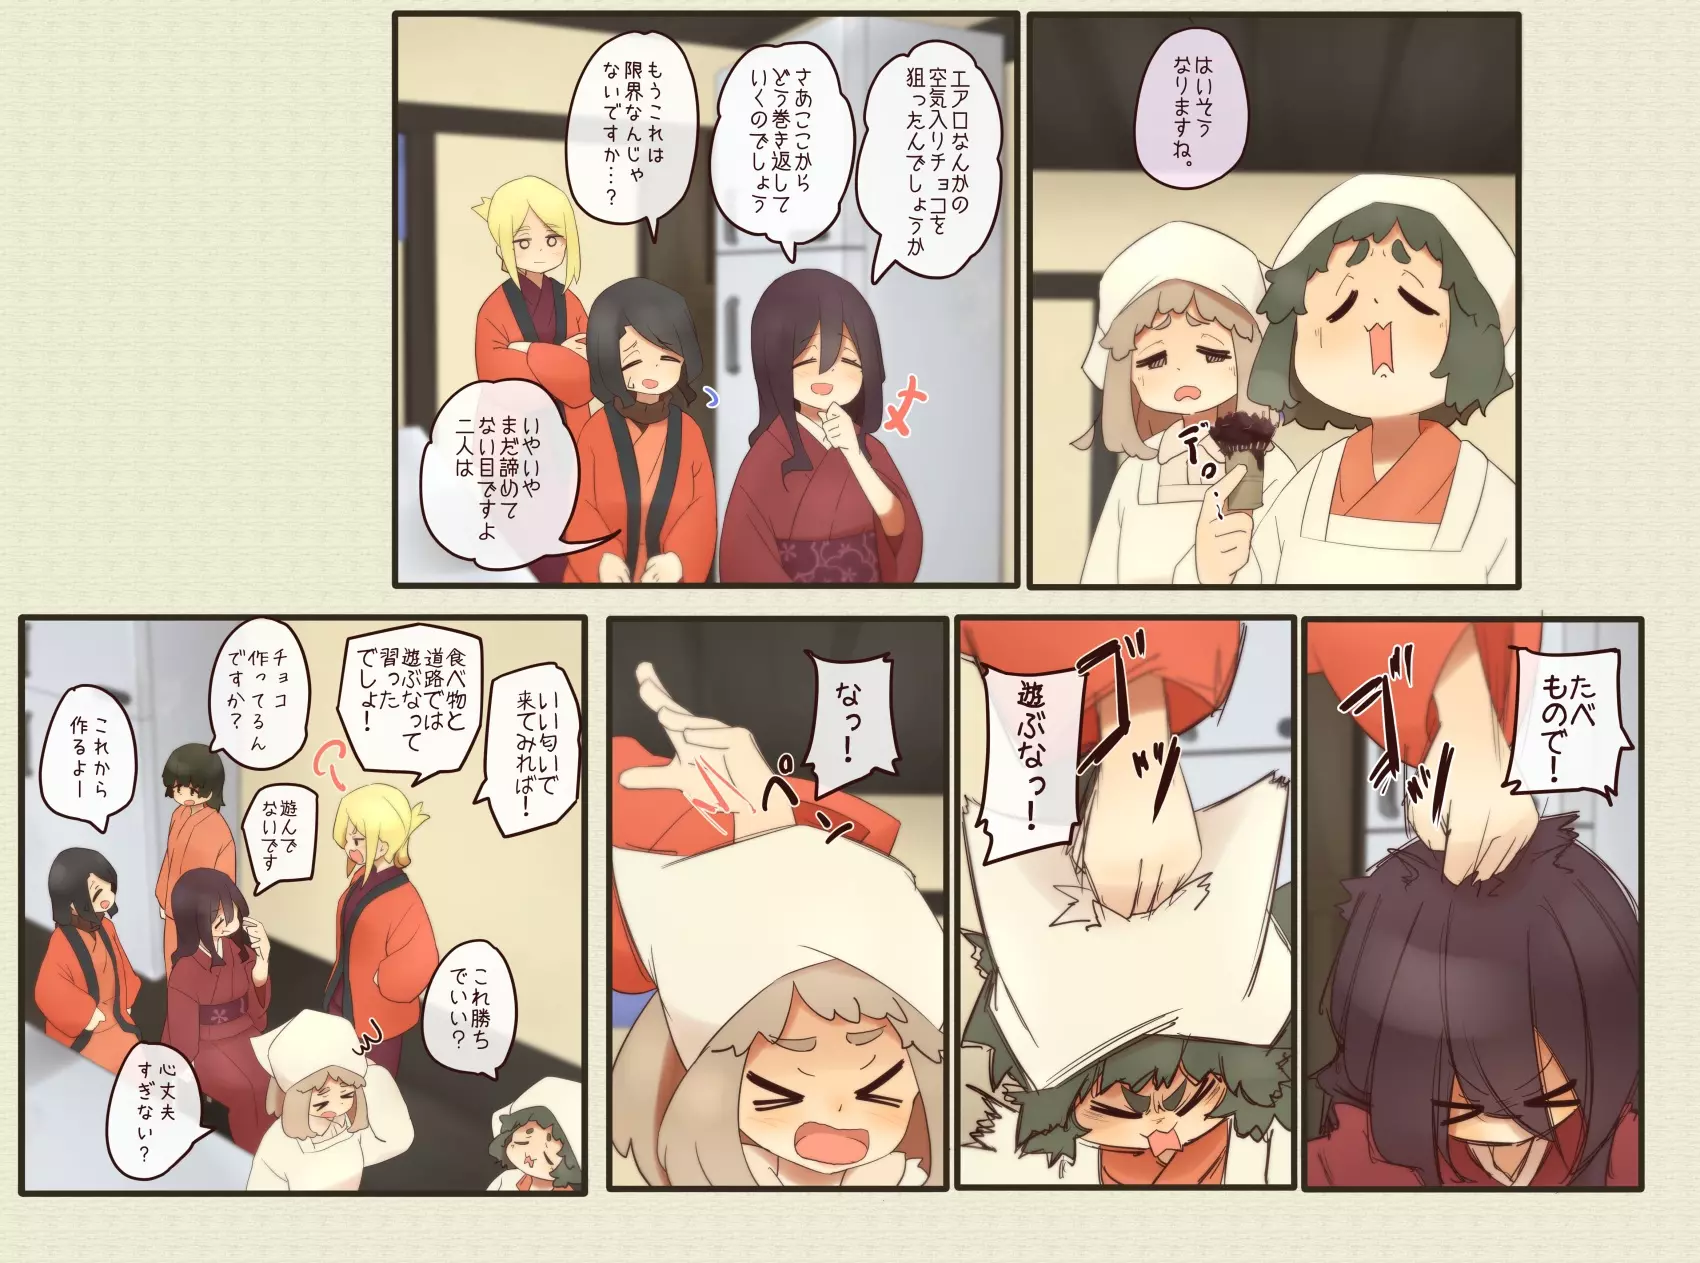 はいそう
なりますね。
デロ…
エアロなんかの
空気入りチョコを
狙ったんでしょうか
さあここから
どう巻き返して
いくのでしょう
もうこれは
限界なんじゃ
ないですか…?
いやいや
まだ諦めて
ない目ですよ
二人は
たべ
もので!
遊ぶなっ!
なっ!
ペシ
いい匂いで
来てみれば!
食べ物と
道路では
遊ぶなって
習った
でしょ!
遊んで
ないです
チョコ
作ってるん
ですか?
これから
作るよー
これ勝ち
でいい?
心丈夫
すぎない?